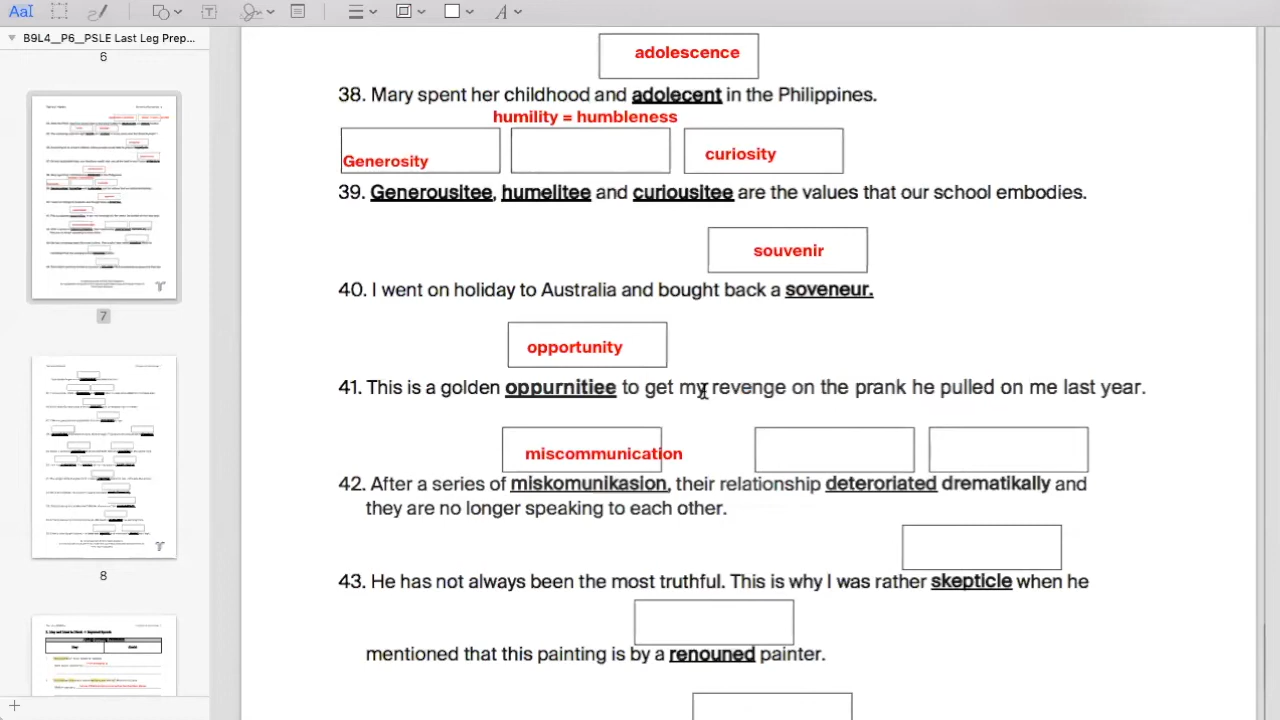 AaI
B9L4__P6__PSLE Last Leg Prep...
6
7
8
adolescence
38. Mary spent her childhood and adolecent in the Philippines.
humility = humbleness
Generosity
curiosity
39. Generousitee, humilitee and curiousitee are the values that our school embodies.
souvenir
40. I went on holiday to Australia and bought back a soveneur.
opportunity
41. This is a golden oppurnitiee to get my revenge on the prank he pulled on me last year.
miscommunication
42. After a series of miskomunikasion, their relationship deteroriated drematikally and
they are no longer speaking to each other.
43. He has not always been the most truthful. This is why I was rather skepticle when he
mentioned that this painting is by a renouned painter.